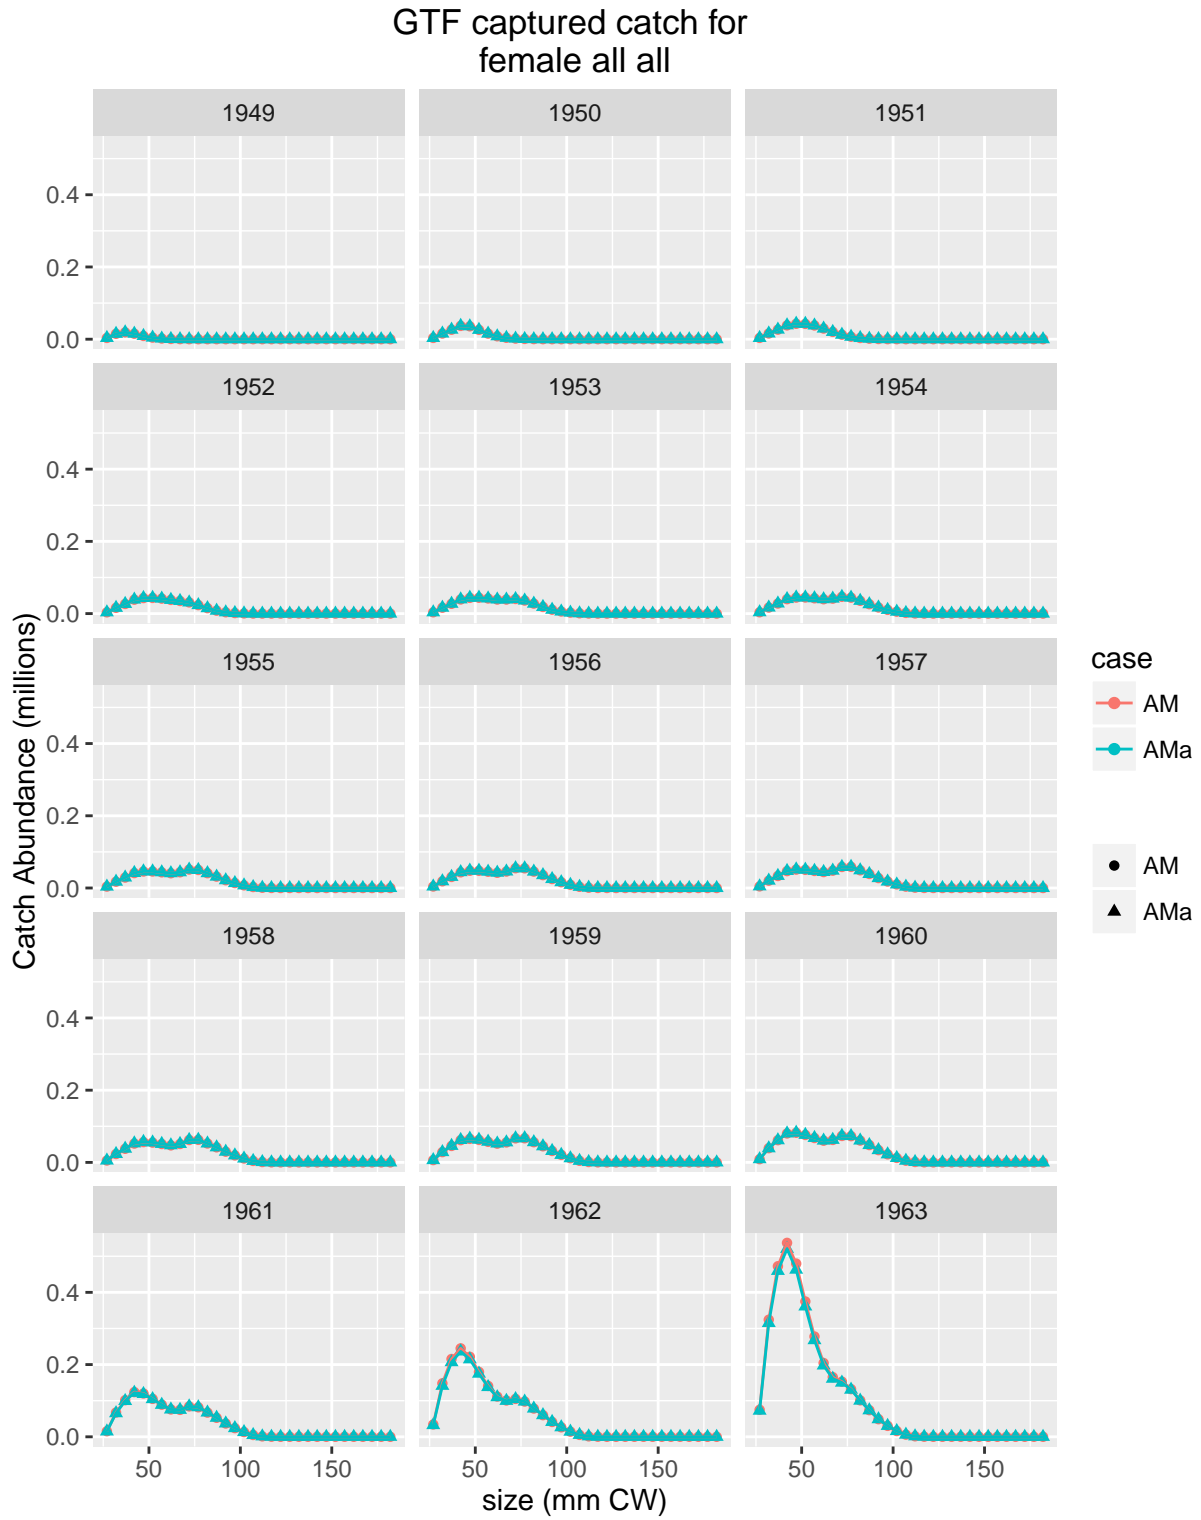 GTF captured catch for
female all all
1949 1950 1951
0.4
0.2
0.0
1952 1953 1954
0.4
0.2
0.0
1955 1956 1957
0.4
0.2
0.0
1958 1959 1960
0.4
0.2
0.0
1961 1962 1963
0.4
0.2
0.0
50 100 150 50 100 150 50 100 150
size (mm CW)
Catch Abundance (millions)
case
AM
AMa
AM
AMa